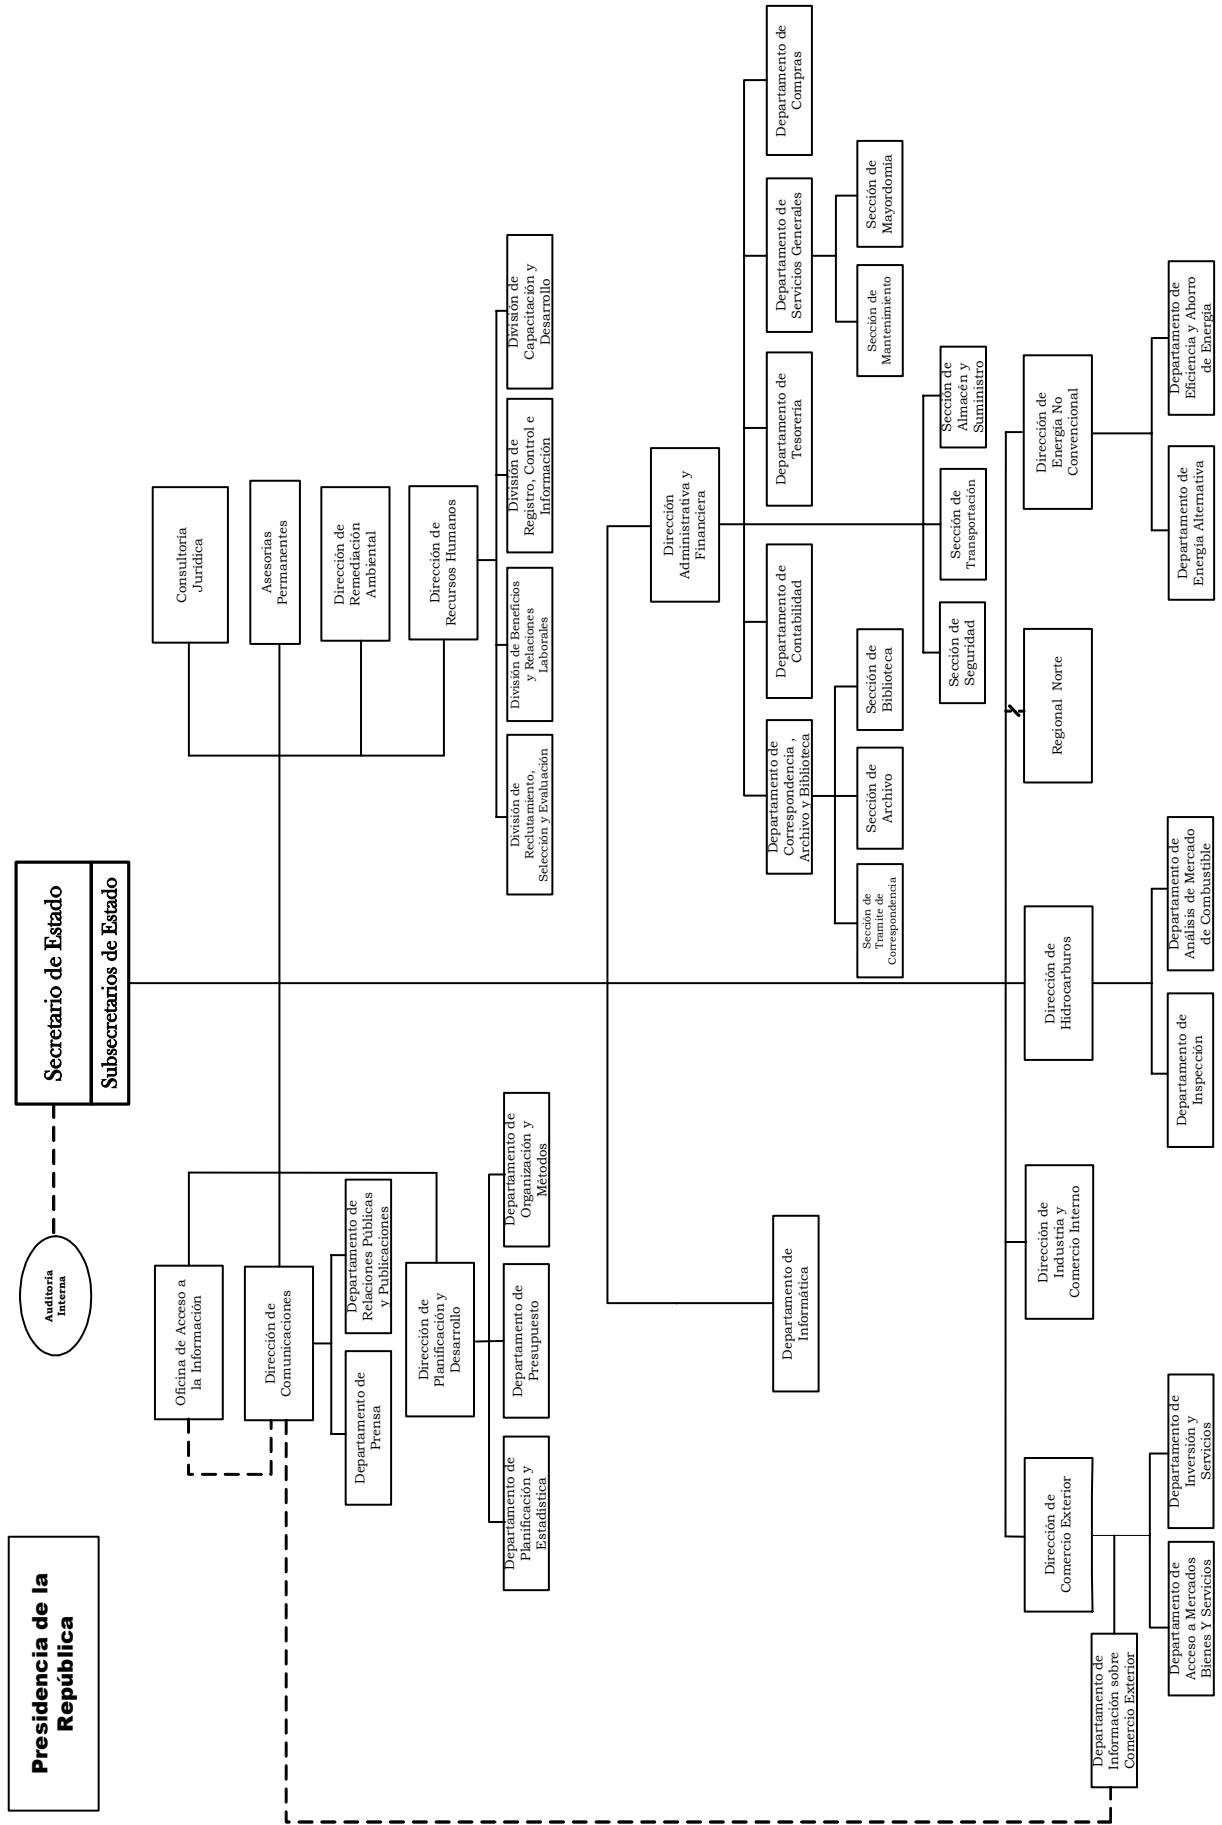 Presidencia de la
República
Auditoría
Interna
Secretario de Estado
Subsecretarios de Estado
Oficina de Acceso a
la Información
Dirección de
Comunicaciones
Departamento de
Prensa
Departamento de
Relaciones Públicas
y Publicaciones
Dirección de
Planificación y
Desarrollo
Departamento de
Planificación y
Estadística
Departamento de
Presupuesto
Departamento de
Organización y
Métodos
Consultoría
Jurídica
Asesorías
Permanentes
Dirección de
Remediación
Ambiental
Dirección de
Recursos Humanos
División de
Reclutamiento,
Selección y Evaluación
División de Beneficios
y Relaciones
Laborales
División de
Registro, Control e
Información
División de
Capacitación y
Desarrollo
Departamento de
Informática
Dirección
Administrativa y
Financiera
Departamento de
Correspondencia ,
Archivo y Biblioteca
Departamento de
Contabilidad
Departamento de
Tesorería
Departamento de
Servicios Generales
Departamento de
Compras
Sección de
Tramite de
Correspondencia
Sección de
Archivo
Sección de
Biblioteca
Sección de
Mantenimiento
Sección de
Mayordomía
Sección de
Seguridad
Sección de
Transportación
Sección de
Almacén y
Suministro
Dirección de
Comercio Exterior
Dirección de
Industria y
Comercio Interno
Dirección de
Hidrocarburos
Regional Norte
Dirección de
Energía No
Convencional
Departamento de
Información sobre
Comercio Exterior
Departamento de
Acceso a Mercados
Bienes Y Servicios
Departamento de
Inversión y
Servicios
Departamento de
Inspección
Departamento de
Análisis de Mercado
de Combustible
Departamento de
Energía Alternativa
Departamento de
Eficiencia y Ahorro
de Energía